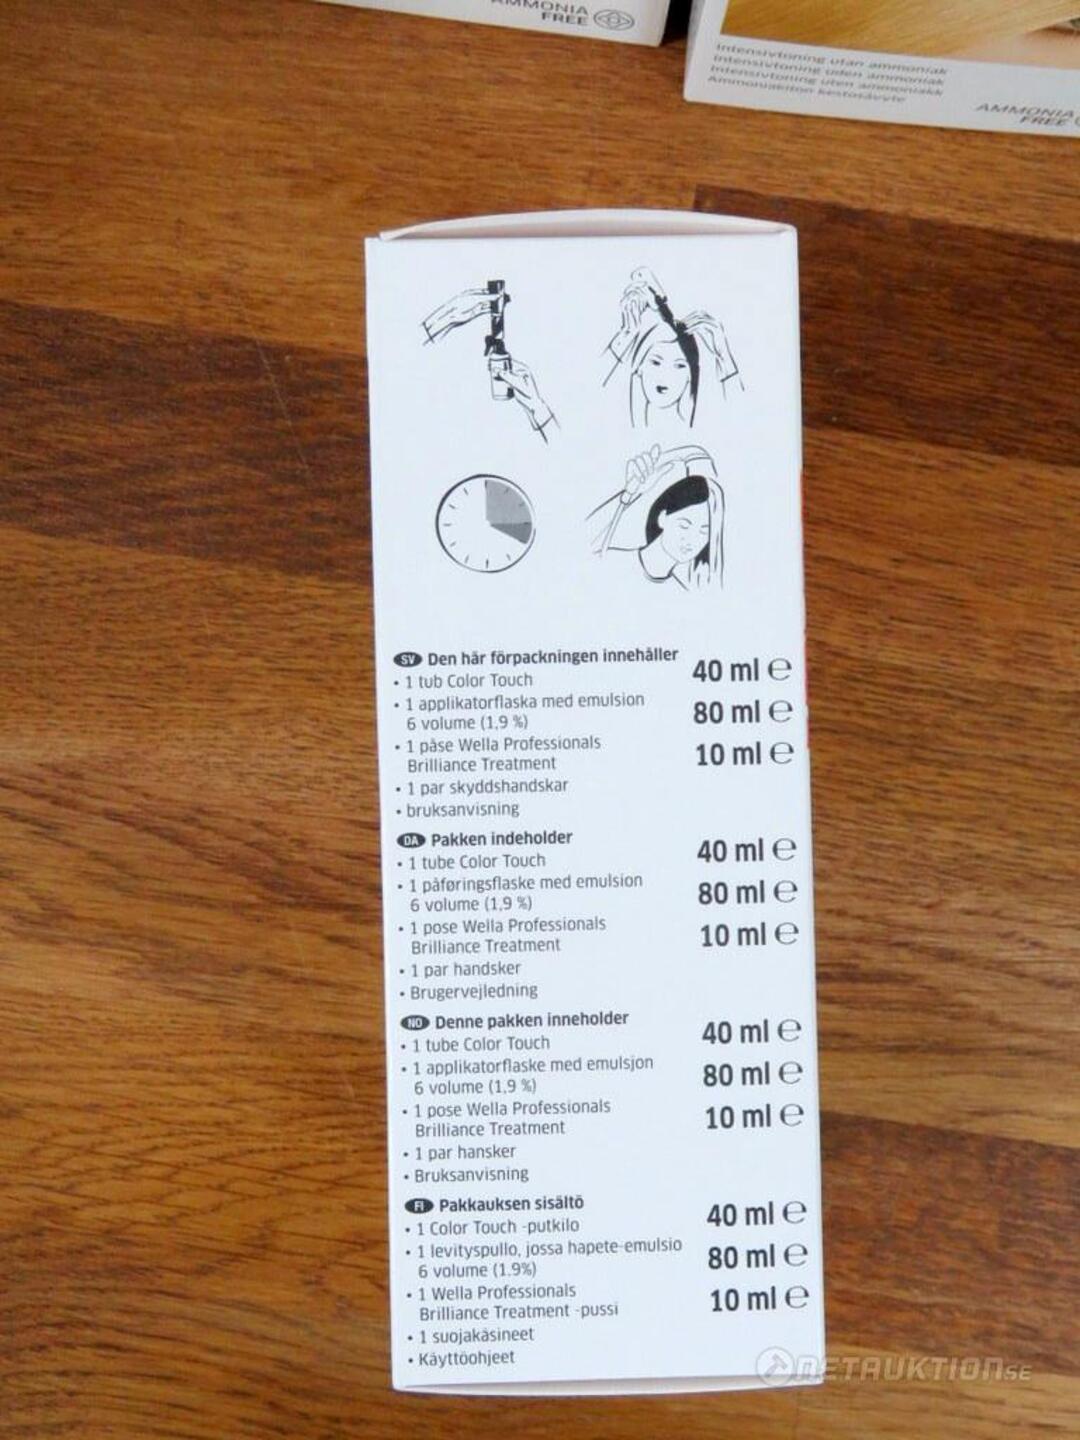 AMMONIA
FREE
Intensivtoning utan ammoniak
Intensivtoning uden ammoniak
Intensivtoning uten ammoniakk
Ammoniakiton kestosävyte
AMMONIA
FREE
SV Den här förpackningen innehåller
• 1 tub Color Touch 40 ml ℮
• 1 applikatorflaska med emulsion 80 ml ℮
6 volume (1,9 %)
• 1 påse Wella Professionals 10 ml ℮
Brilliance Treatment
• 1 par skyddshandskar
• bruksanvisning
DA Pakken indeholder
• 1 tube Color Touch 40 ml ℮
• 1 påføringsflaske med emulsion 80 ml ℮
6 volume (1,9 %)
• 1 pose Wella Professionals 10 ml ℮
Brilliance Treatment
• 1 par handsker
• Brugervejledning
NO Denne pakken inneholder
• 1 tube Color Touch 40 ml ℮
• 1 applikatorflaske med emulsjon 80 ml ℮
6 volume (1,9 %)
• 1 pose Wella Professionals 10 ml ℮
Brilliance Treatment
• 1 par hansker
• Bruksanvisning
FI Pakkauksen sisältö
• 1 Color Touch -putkilo 40 ml ℮
• 1 levityspullo, jossa hapete-emulsio 80 ml ℮
6 volume (1.9%)
• 1 Wella Professionals 10 ml ℮
Brilliance Treatment -pussi
• 1 suojakäsineet
• Käyttöohjeet
NETAUKTION.SE